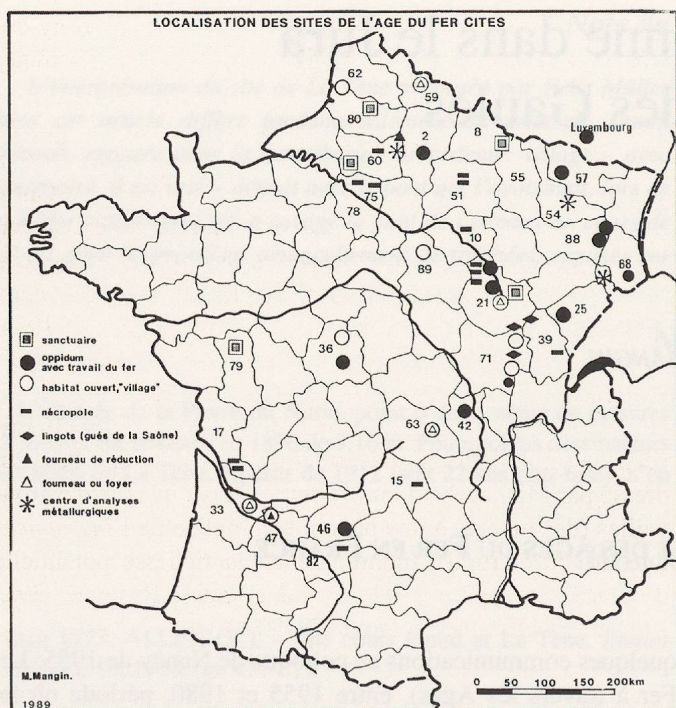 LOCALISATION DES SITES DE L'AGE DU FER CITES
62
59
80
2
8
Luxembourg
60
55
57
75
51
54
78
10
88
89
68
21
25
36
71
39
79
63
42
17
15
33
47
46
82
sanctuaire
oppidum
avec travail du fer
habitat ouvert,"village"
nécropole
lingots (gués de la Saône)
fourneau de réduction
fourneau ou foyer
centre d'analyses
métallurgiques
M.Mangin.
1989
0 50 100 150 200km